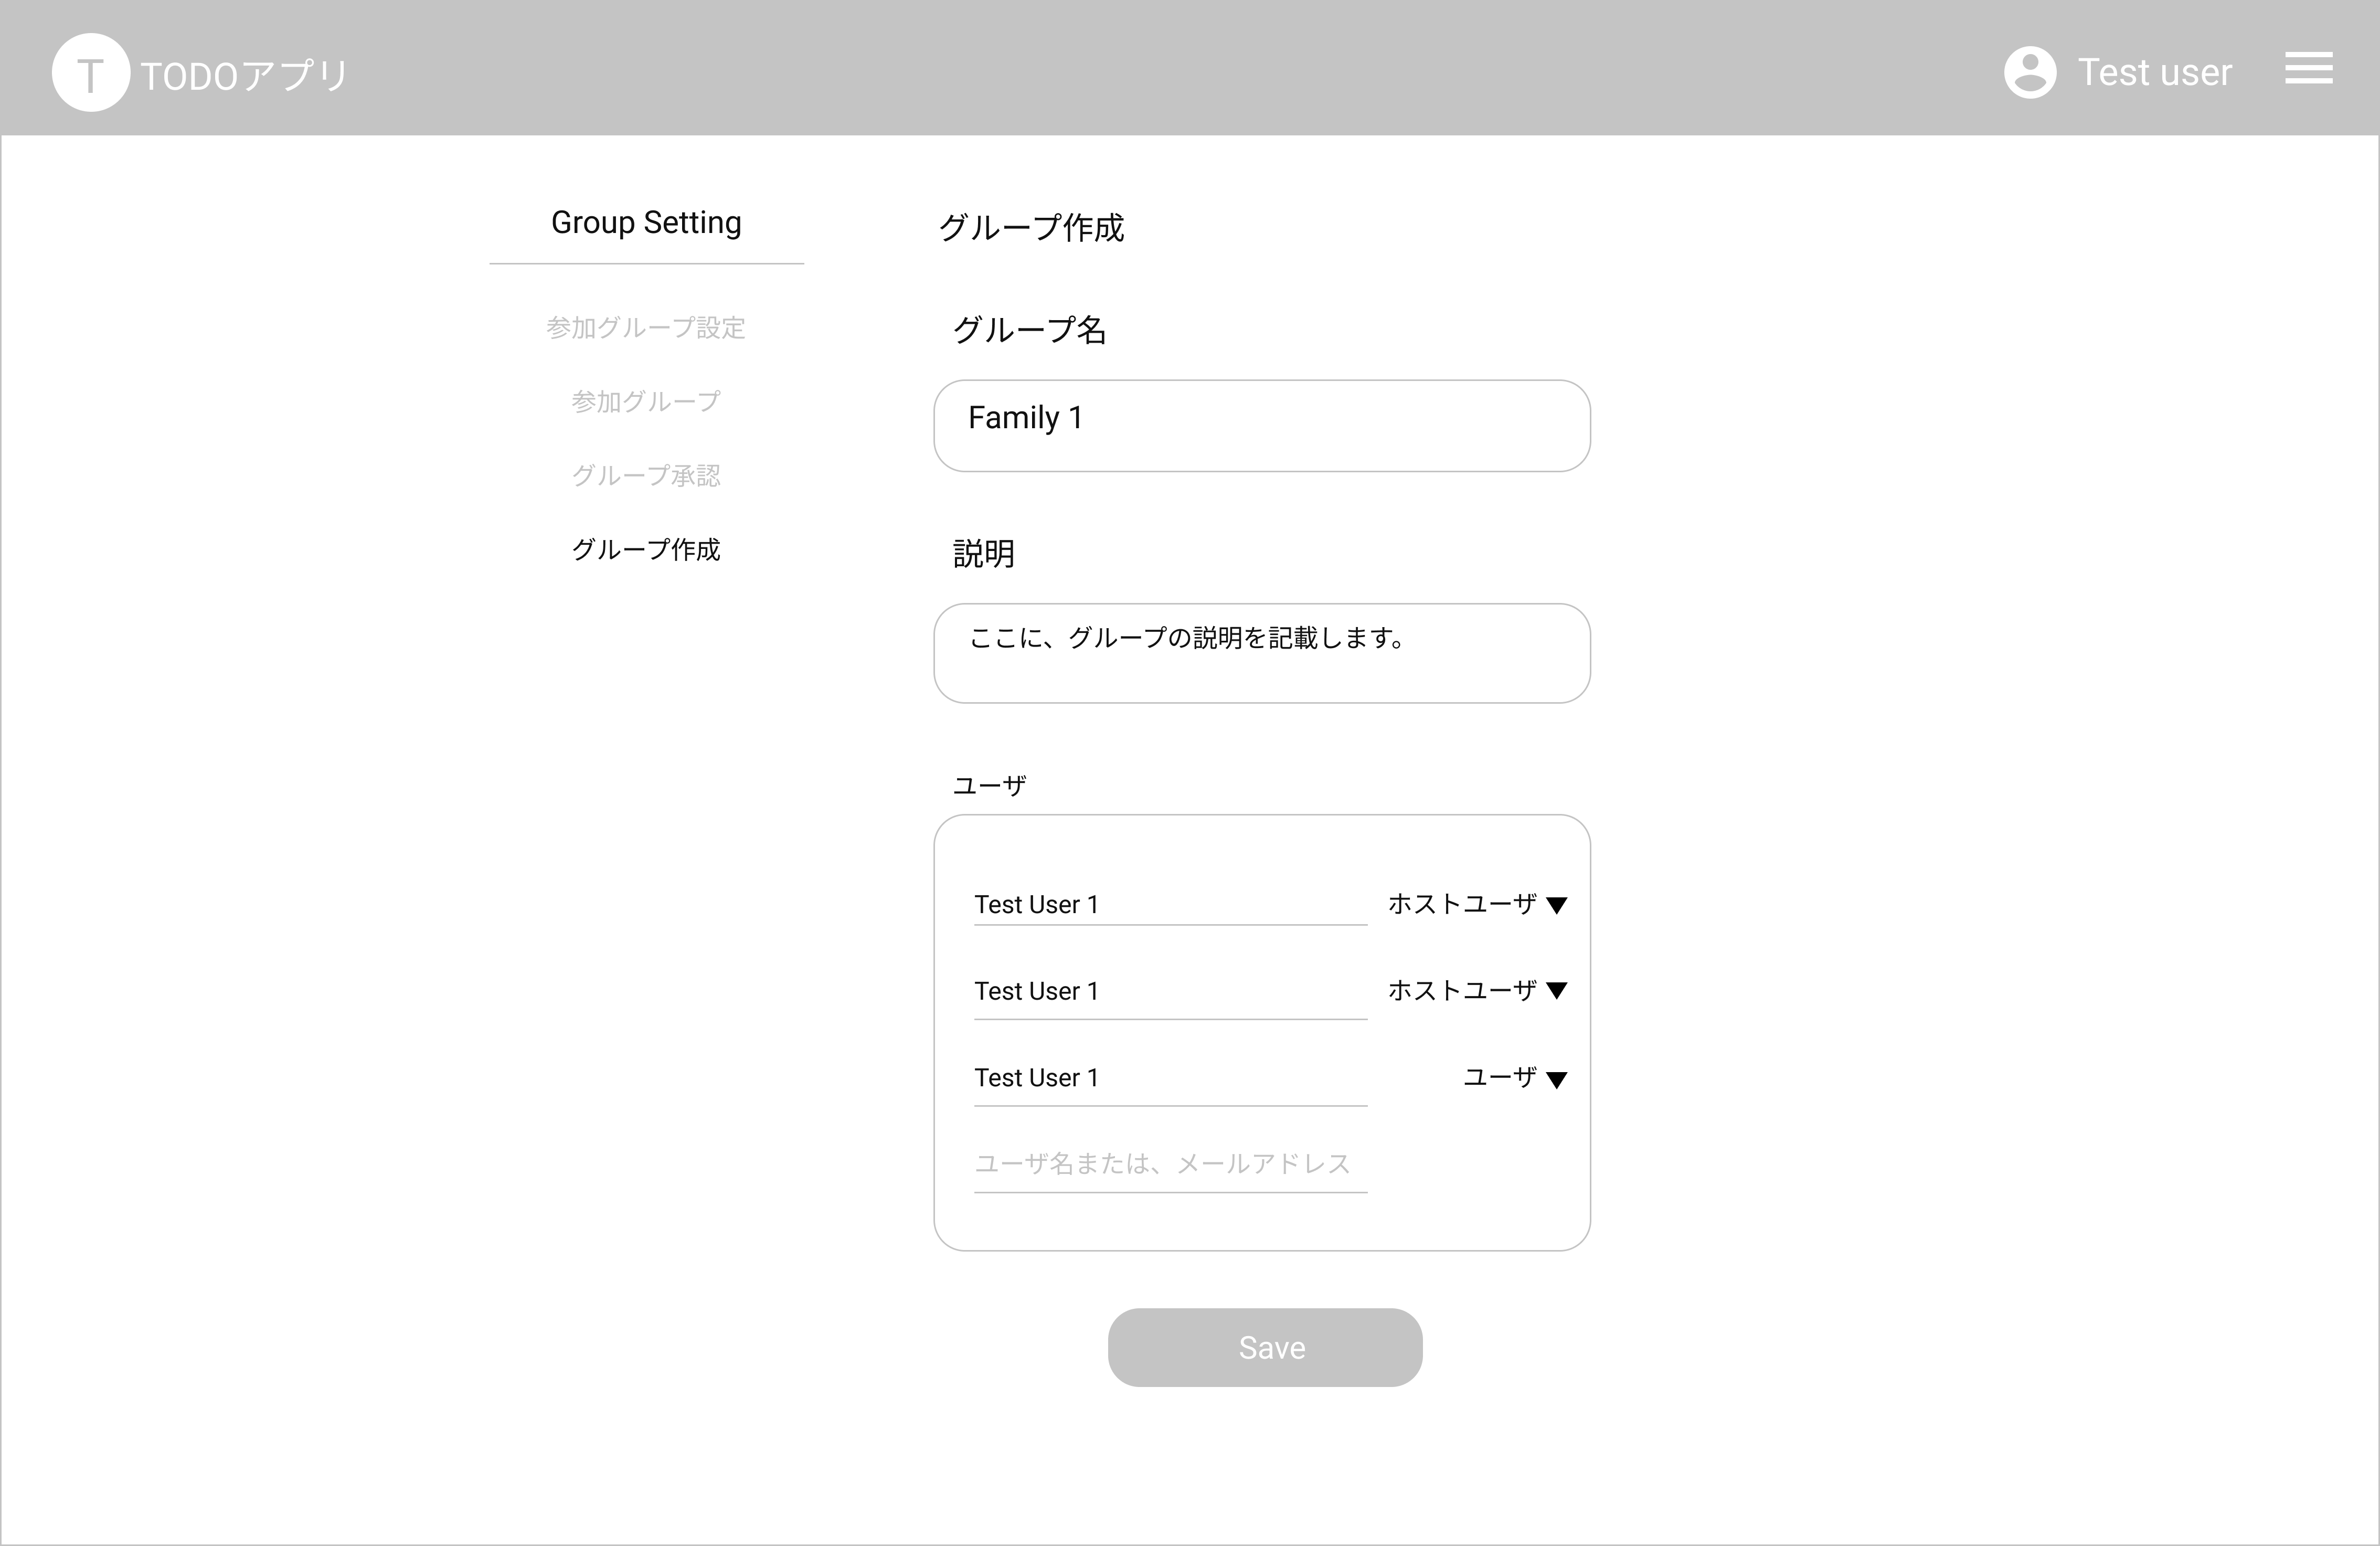 T
TODOアプリ
Test user
Group Setting
参加グループ設定
参加グループ
グループ承認
グループ作成
グループ作成
グループ名
Family 1
説明
ここに、グループの説明を記載します。
ユーザ
Test User 1 ホストユーザ
Test User 1 ホストユーザ
Test User 1 ユーザ
ユーザ名または、メールアドレス
Save